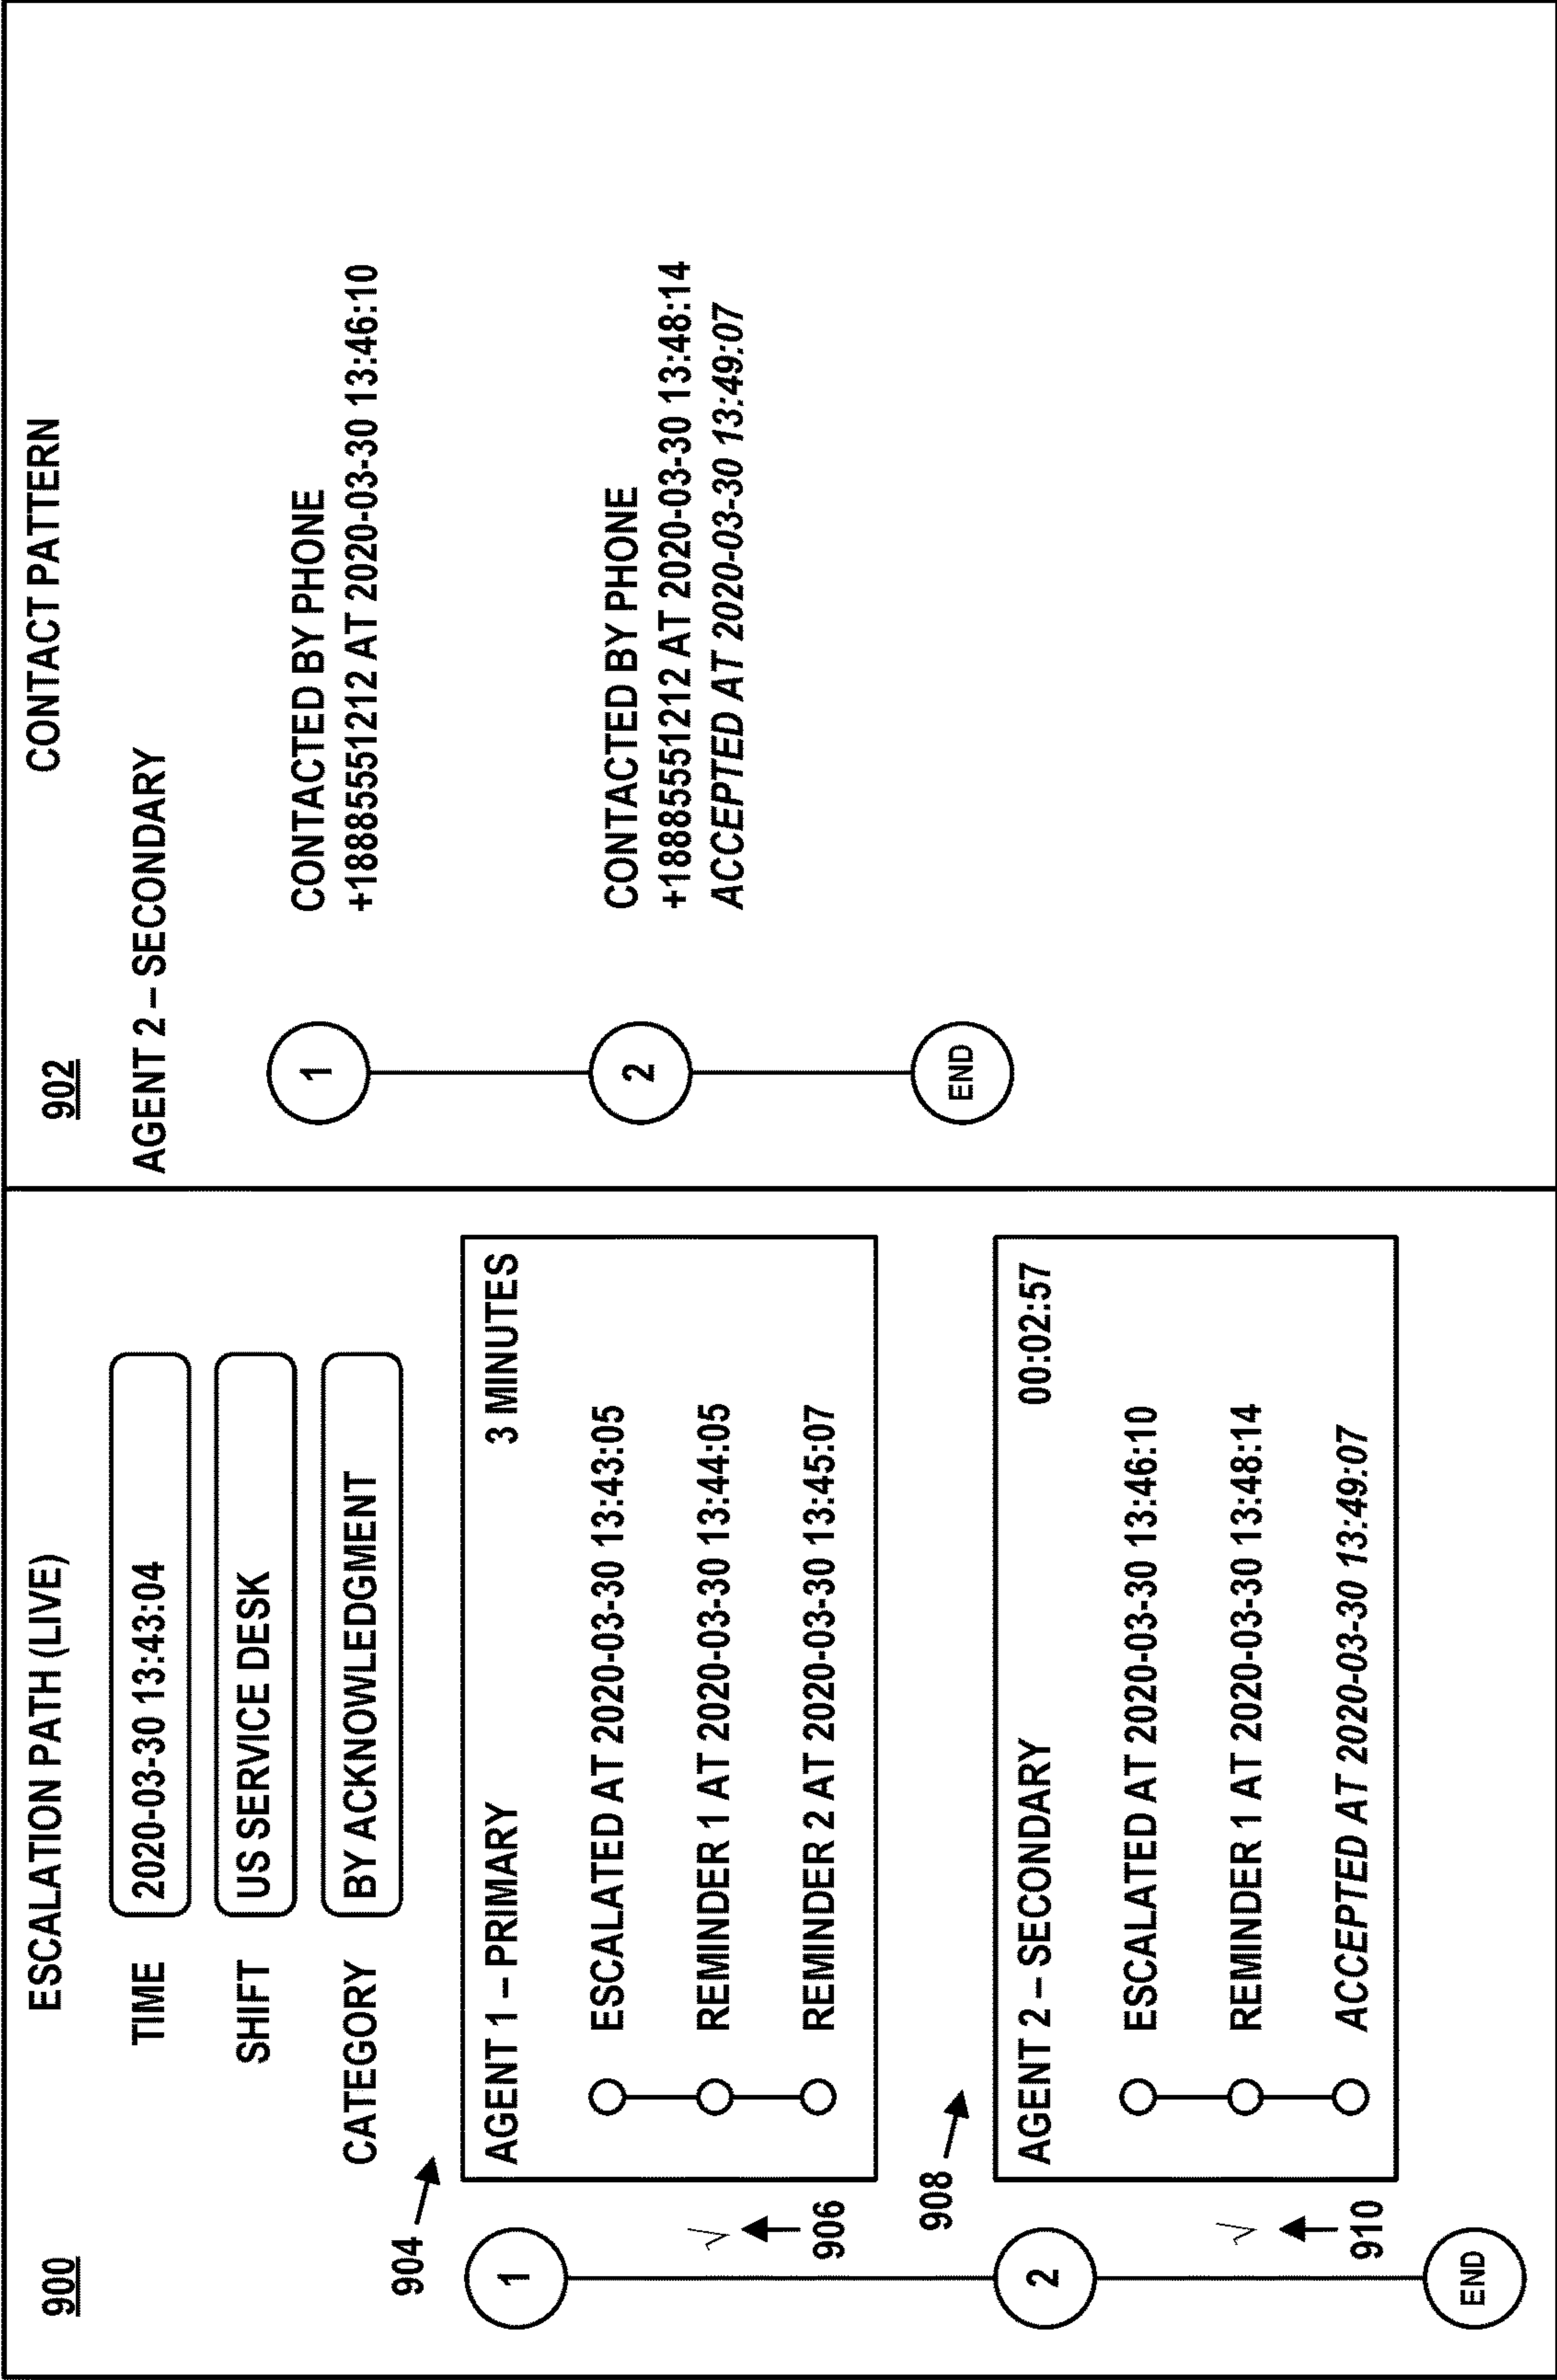 900
ESCALATION PATH (LIVE)
TIME 2020-03-30 13:43:04
SHIFT US SERVICE DESK
CATEGORY BY ACKNOWLEDGMENT
904
1
AGENT 1 – PRIMARY 3 MINUTES
ESCALATED AT 2020-03-30 13:43:05
REMINDER 1 AT 2020-03-30 13:44:05
REMINDER 2 AT 2020-03-30 13:45:07
√
906
908
2
AGENT 2 – SECONDARY 00:02:57
ESCALATED AT 2020-03-30 13:46:10
REMINDER 1 AT 2020-03-30 13:48:14
ACCEPTED AT 2020-03-30 13:49:07
√
910
END
902
CONTACT PATTERN
AGENT 2 – SECONDARY
1
CONTACTED BY PHONE
+18885551212 AT 2020-03-30 13:46:10
2
CONTACTED BY PHONE
+18885551212 AT 2020-03-30 13:48:14
ACCEPTED AT 2020-03-30 13:49:07
END